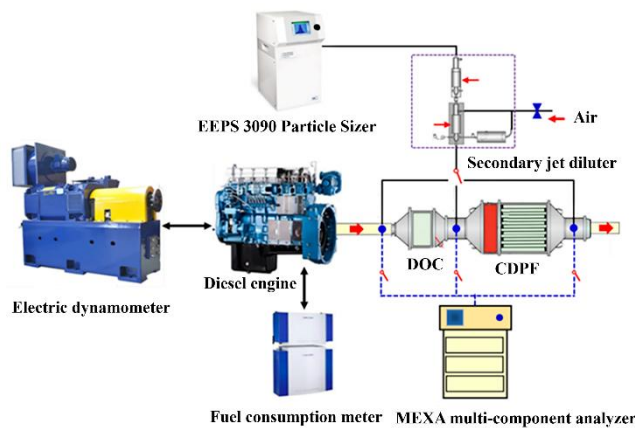 EEPS 3090 Particle Sizer
Air
Secondary jet diluter
DOC
CDPF
Diesel engine
Electric dynamometer
Fuel consumption meter
MEXA multi-component analyzer